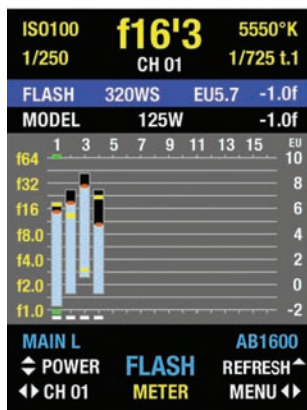 ISO100 f16'3 5550°K
1/250 CH 01 1/725 t.1
FLASH 320WS EU5.7 -1.0f
MODEL 125W -1.0f
1 3 5 7 9 11 13 15 EU
f64 10
f32 8
f16 6
f8.0 4
f4.0 2
f2.0 0
f1.0 -2
MAIN L AB1600
POWER FLASH REFRESH
CH 01 METER MENU